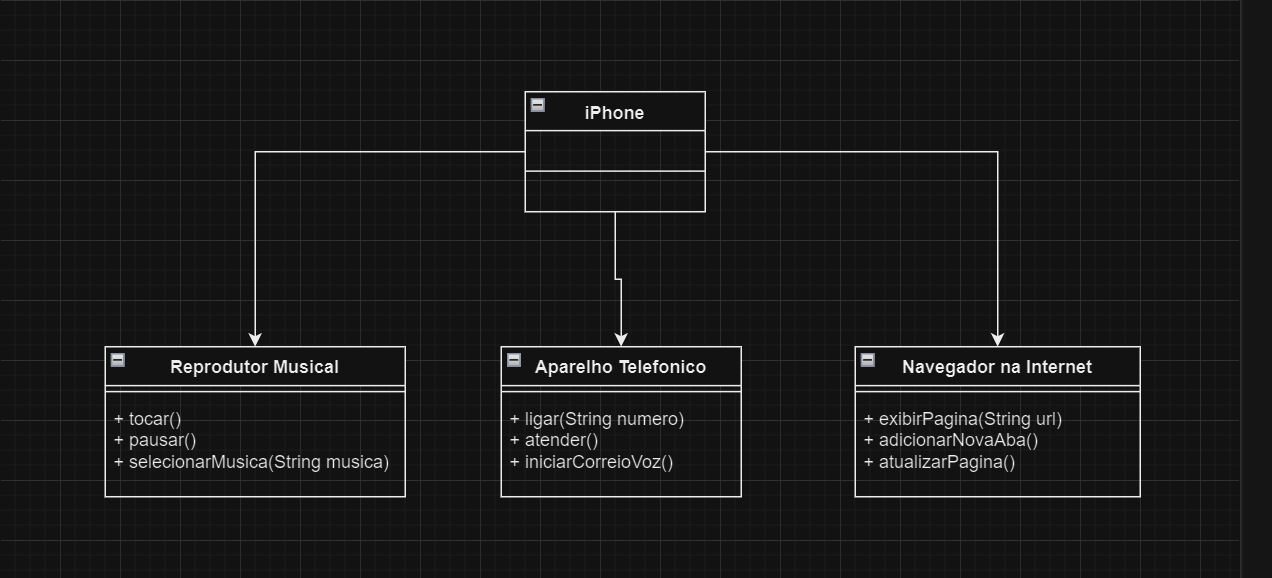 iPhone
Reprodutor Musical
+ tocar()
+ pausar()
+ selecionarMusica(String musica)
Aparelho Telefonico
+ ligar(String numero)
+ atender()
+ iniciarCorreioVoz()
Navegador na Internet
+ exibirPagina(String url)
+ adicionarNovaAba()
+ atualizarPagina()